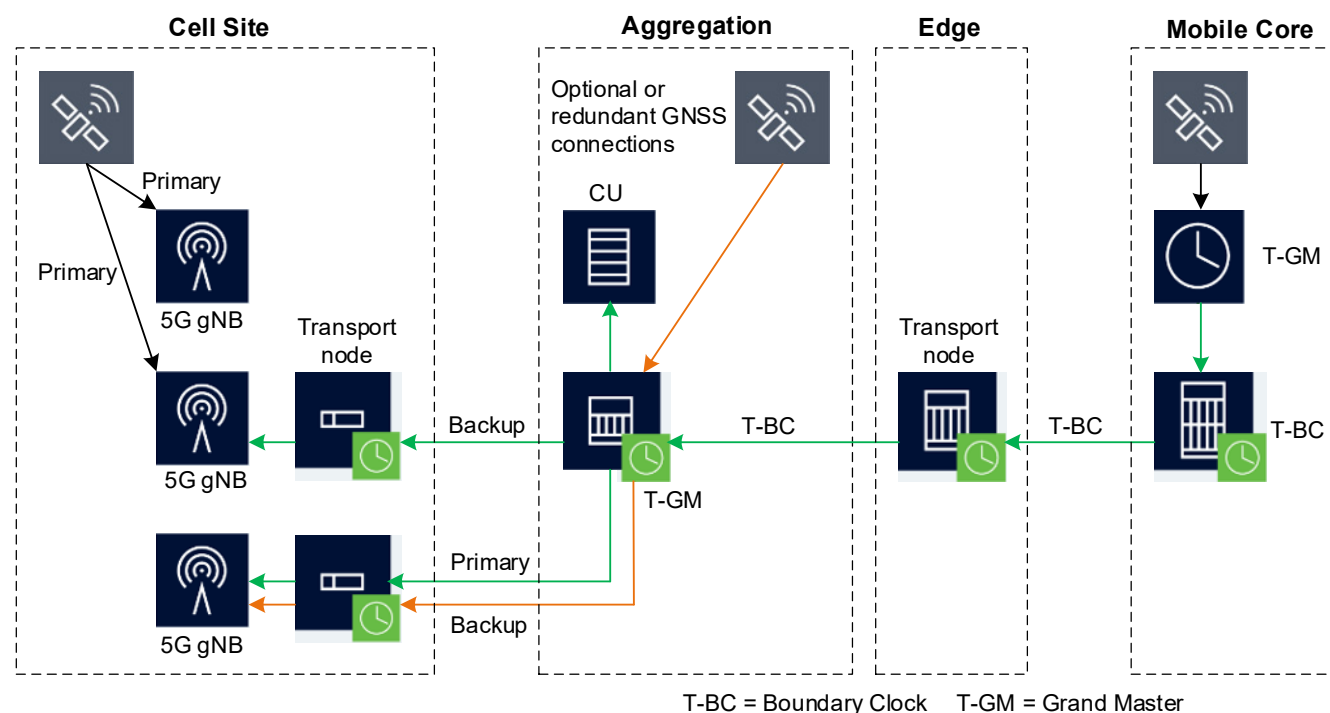 Cell Site
Aggregation
Edge
Mobile Core
Optional or
redundant GNSS
connections
Primary
CU
Primary
T-GM
5G gNB
Transport
node
Transport
node
Backup
T-BC
T-BC
T-BC
5G gNB
T-GM
Primary
Backup
5G gNB
T-BC = Boundary Clock T-GM = Grand Master